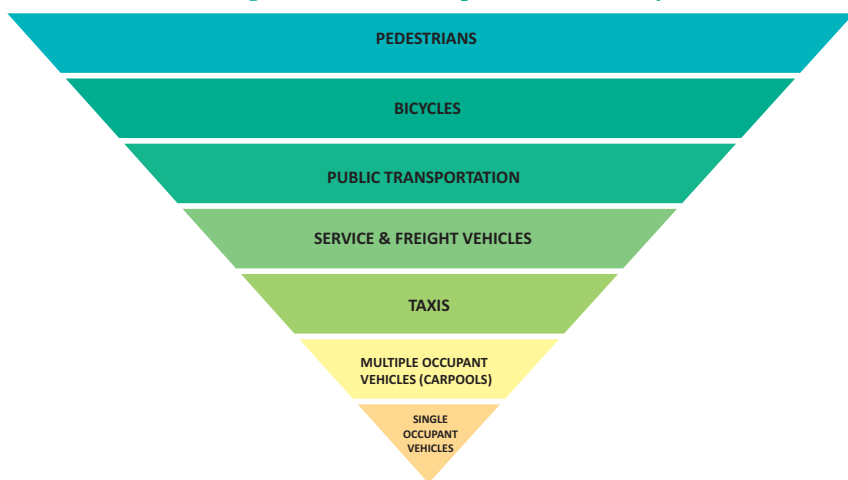 PEDESTRIANS
BICYCLES
PUBLIC TRANSPORTATION
SERVICE & FREIGHT VEHICLES
TAXIS
MULTIPLE OCCUPANT
VEHICLES (CARPOOLS)
SINGLE
OCCUPANT
VEHICLES